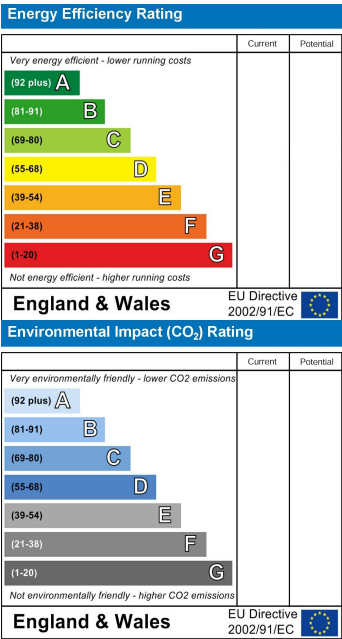 Energy Efficiency Rating
Current Potential
Very energy efficient - lower running costs
(92 plus) A
(81-91) B
(69-80) C
(55-68) D
(39-54) E
(21-38) F
(1-20) G
Not energy efficient - higher running costs
England & Wales
EU Directive
2002/91/EC
Environmental Impact (CO₂) Rating
Current Potential
Very environmentally friendly - lower CO2 emissions
(92 plus) A
(81-91) B
(69-80) C
(55-68) D
(39-54) E
(21-38) F
(1-20) G
Not environmentally friendly - higher CO2 emissions
England & Wales
EU Directive
2002/91/EC